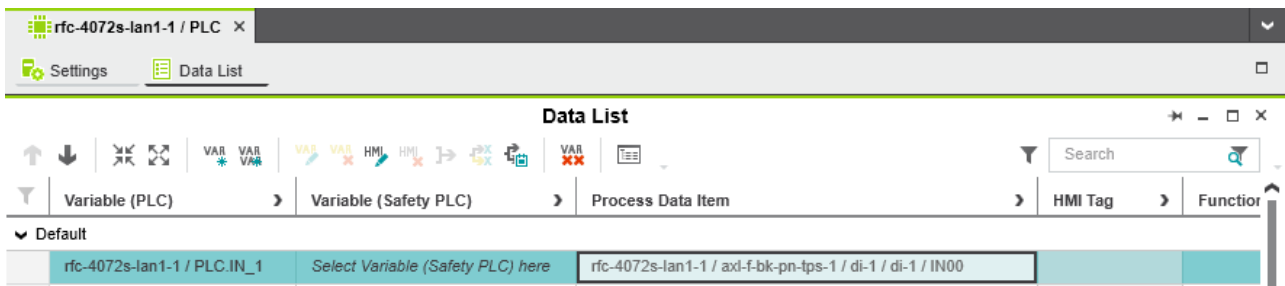 rfc-4072s-lan1-1 / PLC ×
Settings Data List
Data List
VAR VAR VAR VAR VAR HMI HMI VAR Search
Variable (PLC) Variable (Safety PLC) Process Data Item HMI Tag Function
Default
rfc-4072s-lan1-1 / PLC.IN_1 Select Variable (Safety PLC) here rfc-4072s-lan1-1 / axl-f-bk-pn-tps-1 / di-1 / di-1 / IN00